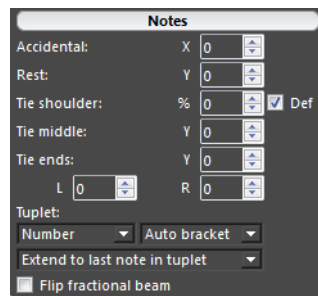 Notes
Accidental: X 0
Rest: Y 0
Tie shoulder: % 0 Def
Tie middle: Y 0
Tie ends: Y 0
L 0 R 0
Tuplet:
Number Auto bracket
Extend to last note in tuplet
Flip fractional beam